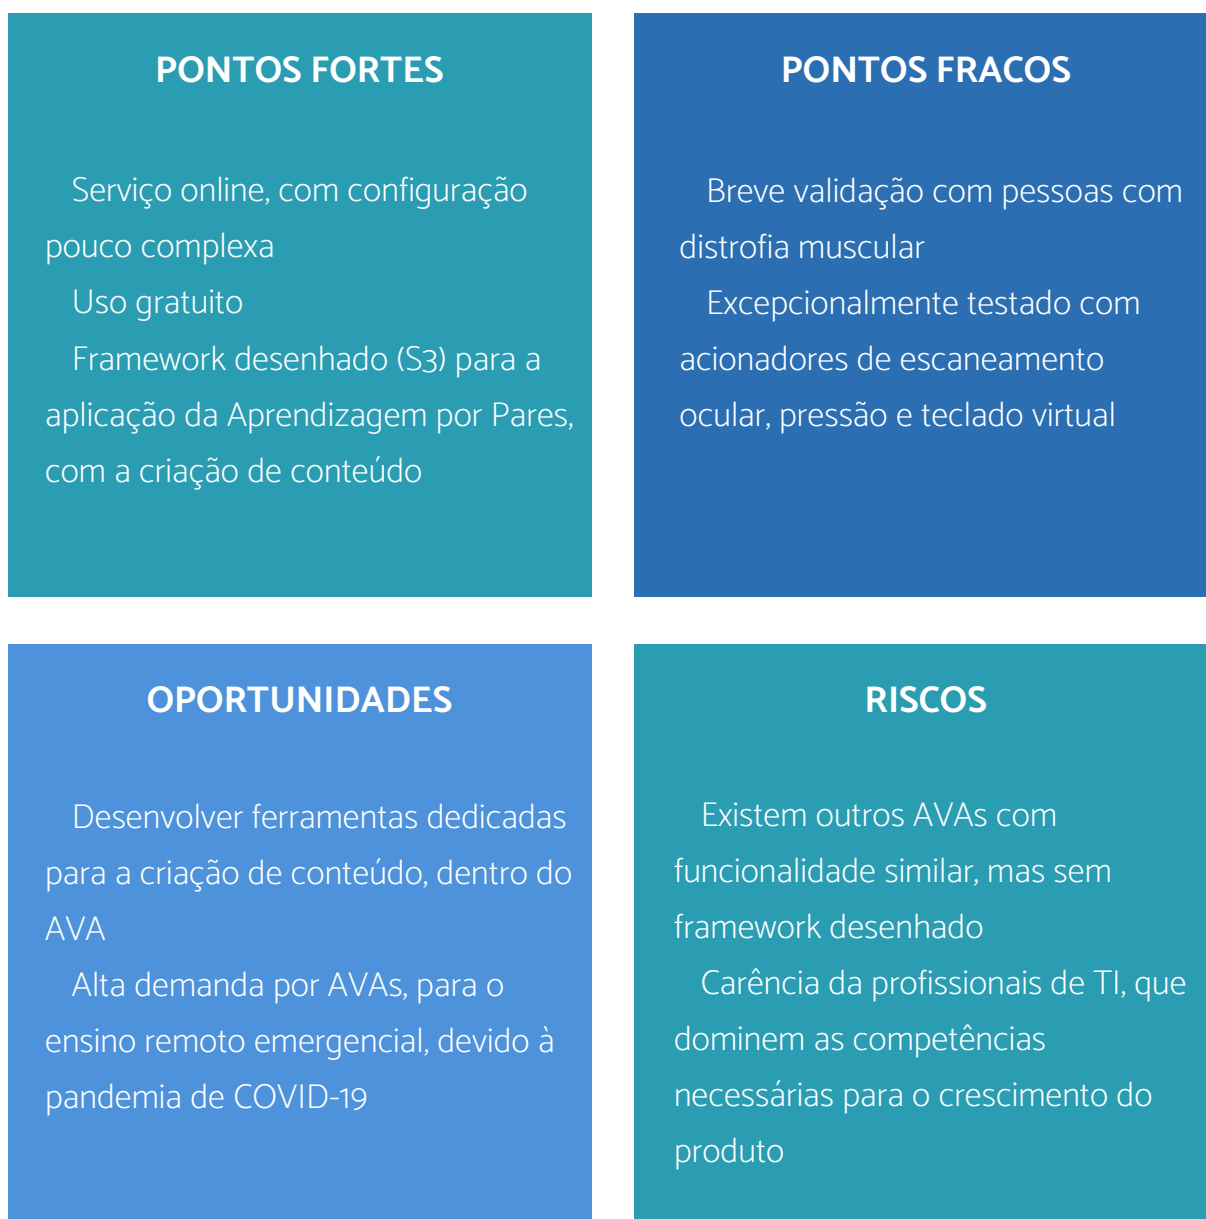 PONTOS FORTES
Serviço online, com configuração
pouco complexa
Uso gratuito
Framework desenhado (S3) para a
aplicação da Aprendizagem por Pares,
com a criação de conteúdo
PONTOS FRACOS
Breve validação com pessoas com
distrofia muscular
Excepcionalmente testado com
acionadores de escaneamento
ocular, pressão e teclado virtual
OPORTUNIDADES
Desenvolver ferramentas dedicadas
para a criação de conteúdo, dentro do
AVA
Alta demanda por AVAs, para o
ensino remoto emergencial, devido à
pandemia de COVID-19
RISCOS
Existem outros AVAs com
funcionalidade similar, mas sem
framework desenhado
Carência da profissionais de TI, que
dominem as competências
necessárias para o crescimento do
produto